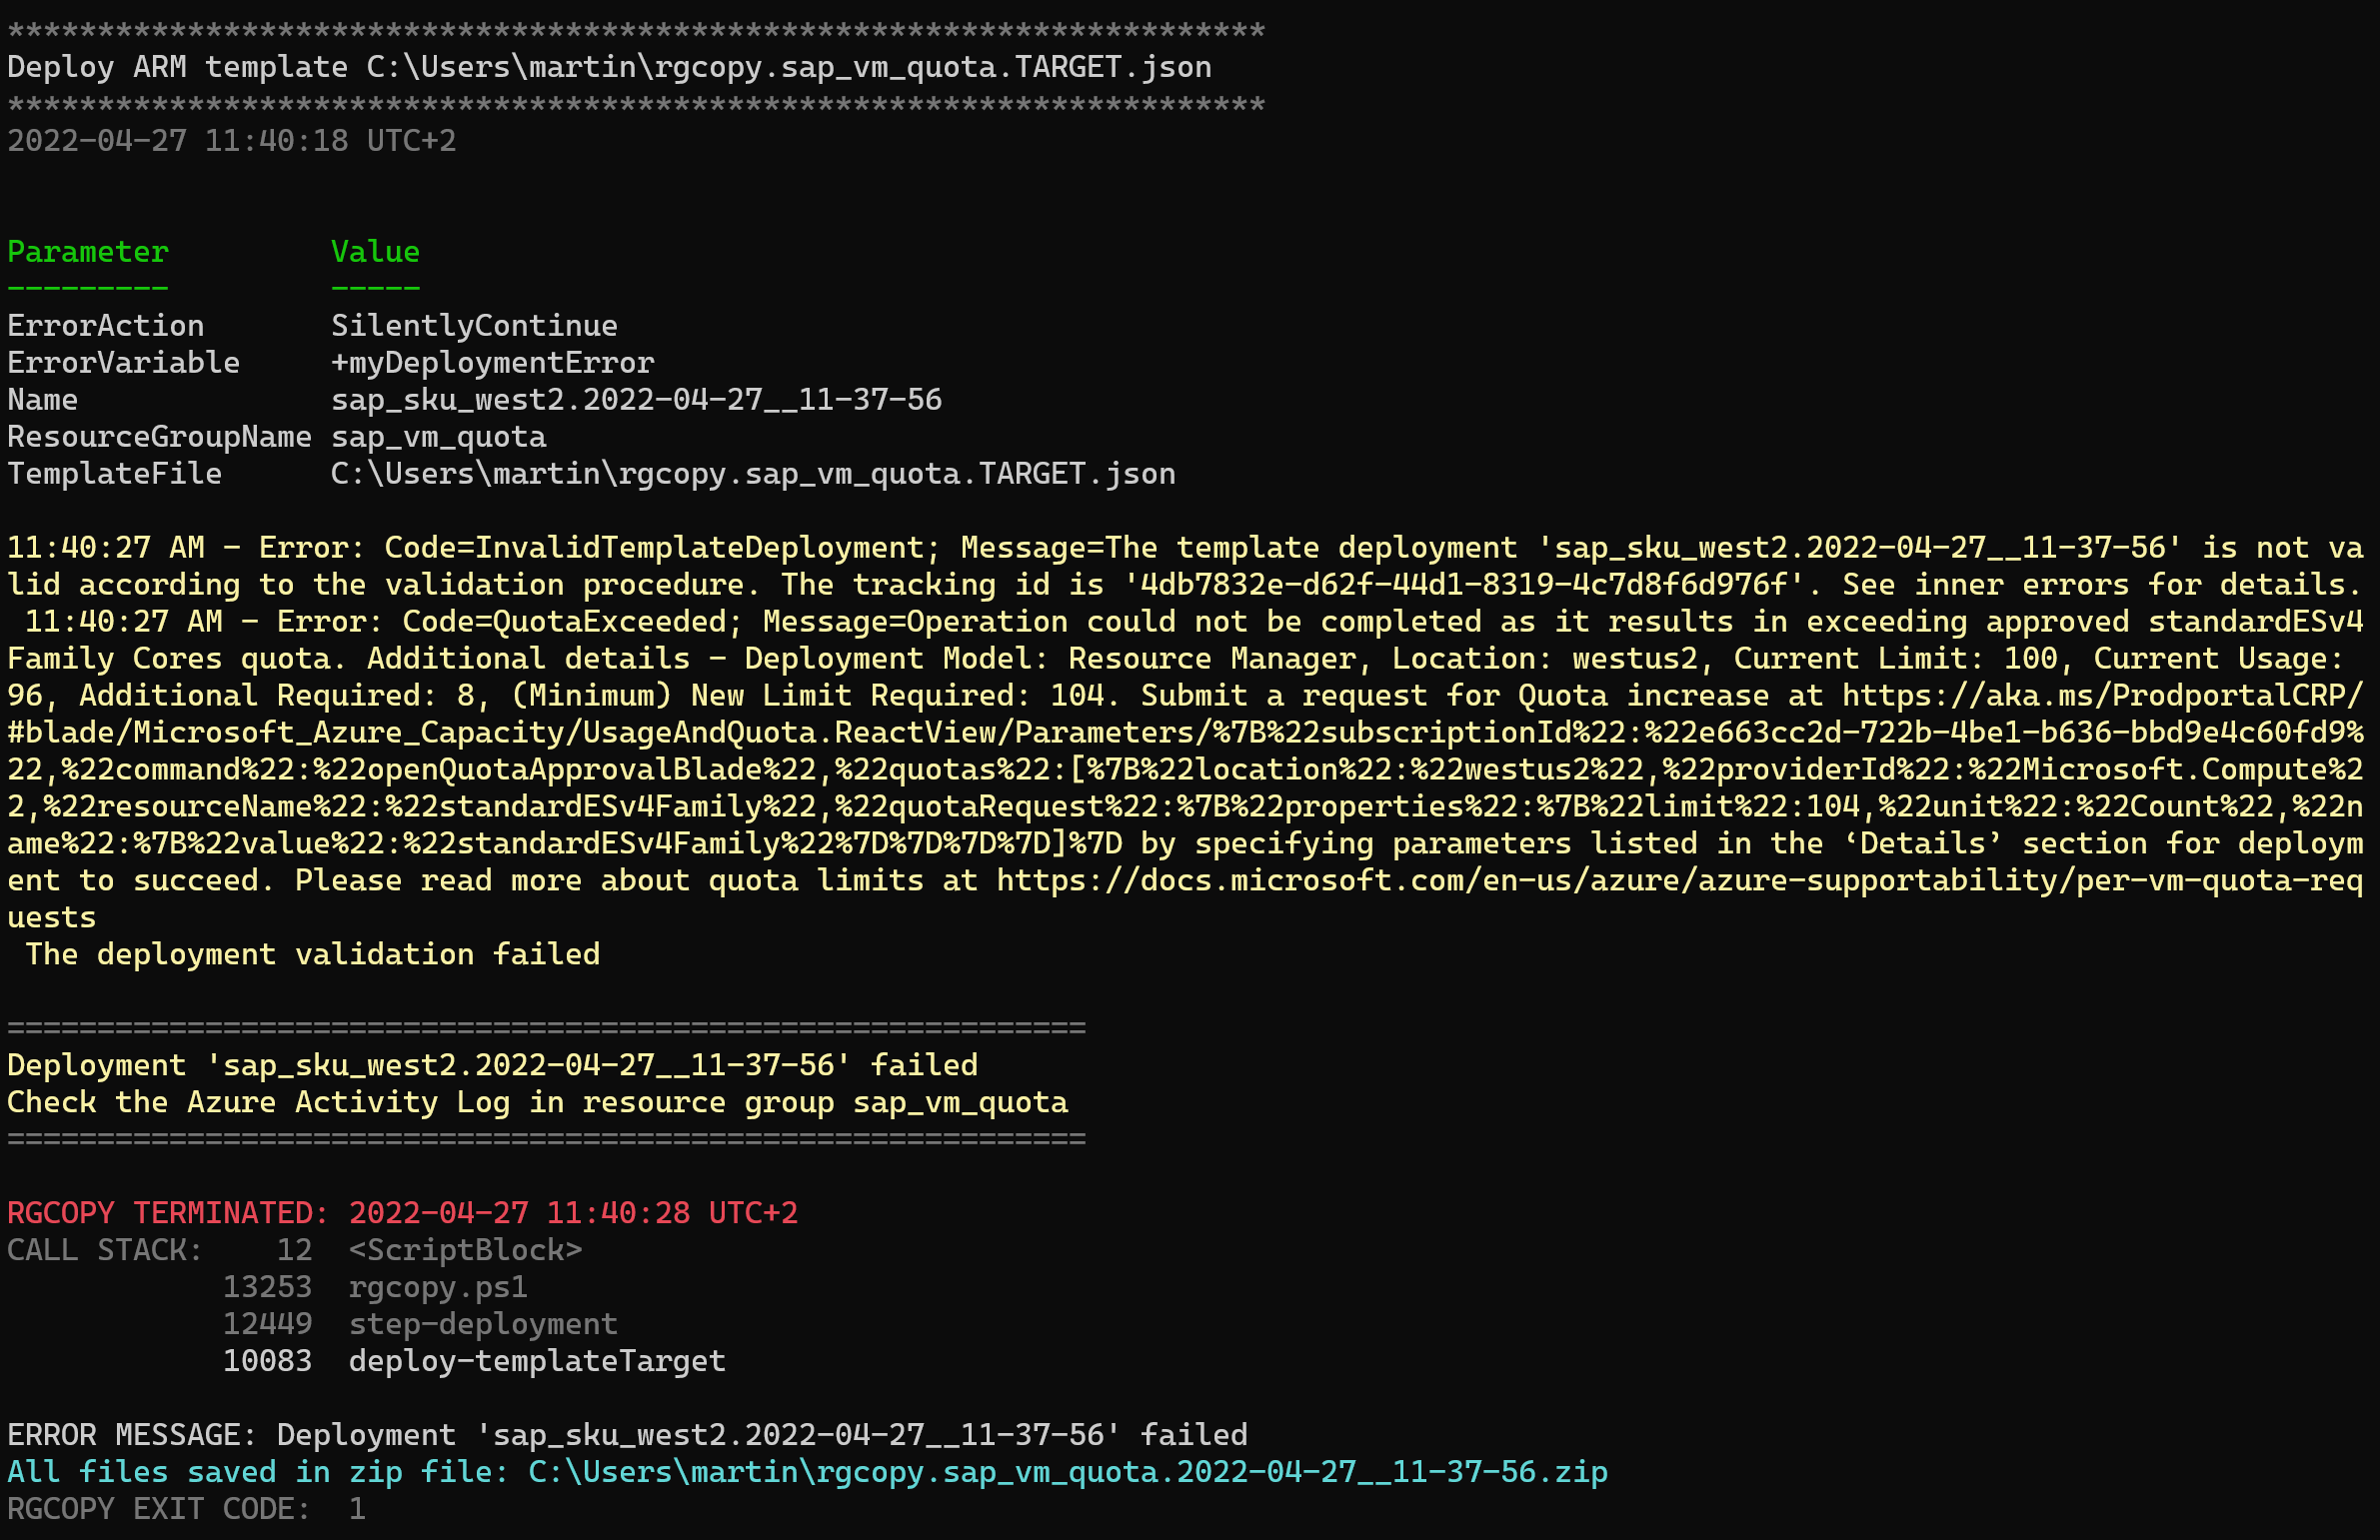 **********************************************************************
Deploy ARM template C:\Users\martin\rgcopy.sap_vm_quota.TARGET.json
**********************************************************************
2022-04-27 11:40:18 UTC+2
Parameter         Value
---------         -----
ErrorAction       SilentlyContinue
ErrorVariable     +myDeploymentError
Name              sap_sku_west2.2022-04-27__11-37-56
ResourceGroupName sap_vm_quota
TemplateFile      C:\Users\martin\rgcopy.sap_vm_quota.TARGET.json
11:40:27 AM - Error: Code=InvalidTemplateDeployment; Message=The template deployment 'sap_sku_west2.2022-04-27__11-37-56' is not va
lid according to the validation procedure. The tracking id is '4db7832e-d62f-44d1-8319-4c7d8f6d976f'. See inner errors for details.
 11:40:27 AM - Error: Code=QuotaExceeded; Message=Operation could not be completed as it results in exceeding approved standardESv4
Family Cores quota. Additional details - Deployment Model: Resource Manager, Location: westus2, Current Limit: 100, Current Usage:
96, Additional Required: 8, (Minimum) New Limit Required: 104. Submit a request for Quota increase at https://aka.ms/ProdportalCRP/
#blade/Microsoft_Azure_Capacity/UsageAndQuota.ReactView/Parameters/%7B%22subscriptionId%22:%22e663cc2d-722b-4be1-b636-bbd9e4c60fd9%
22,%22command%22:%22openQuotaApprovalBlade%22,%22quotas%22:[%7B%22location%22:%22westus2%22,%22providerId%22:%22Microsoft.Compute%2
2,%22resourceName%22:%22standardESv4Family%22,%22quotaRequest%22:%7B%22properties%22:%7B%22limit%22:104,%22unit%22:%22Count%22,%22n
ame%22:%7B%22value%22:%22standardESv4Family%22%7D%7D%7D%7D]%7D by specifying parameters listed in the ‘Details’ section for deploym
ent to succeed. Please read more about quota limits at https://docs.microsoft.com/en-us/azure/azure-supportability/per-vm-quota-req
uests
 The deployment validation failed
============================================================
Deployment 'sap_sku_west2.2022-04-27__11-37-56' failed
Check the Azure Activity Log in resource group sap_vm_quota
============================================================
RGCOPY TERMINATED: 2022-04-27 11:40:28 UTC+2
CALL STACK:    12  <ScriptBlock>
            13253  rgcopy.ps1
            12449  step-deployment
            10083  deploy-templateTarget
ERROR MESSAGE: Deployment 'sap_sku_west2.2022-04-27__11-37-56' failed
All files saved in zip file: C:\Users\martin\rgcopy.sap_vm_quota.2022-04-27__11-37-56.zip
RGCOPY EXIT CODE:  1